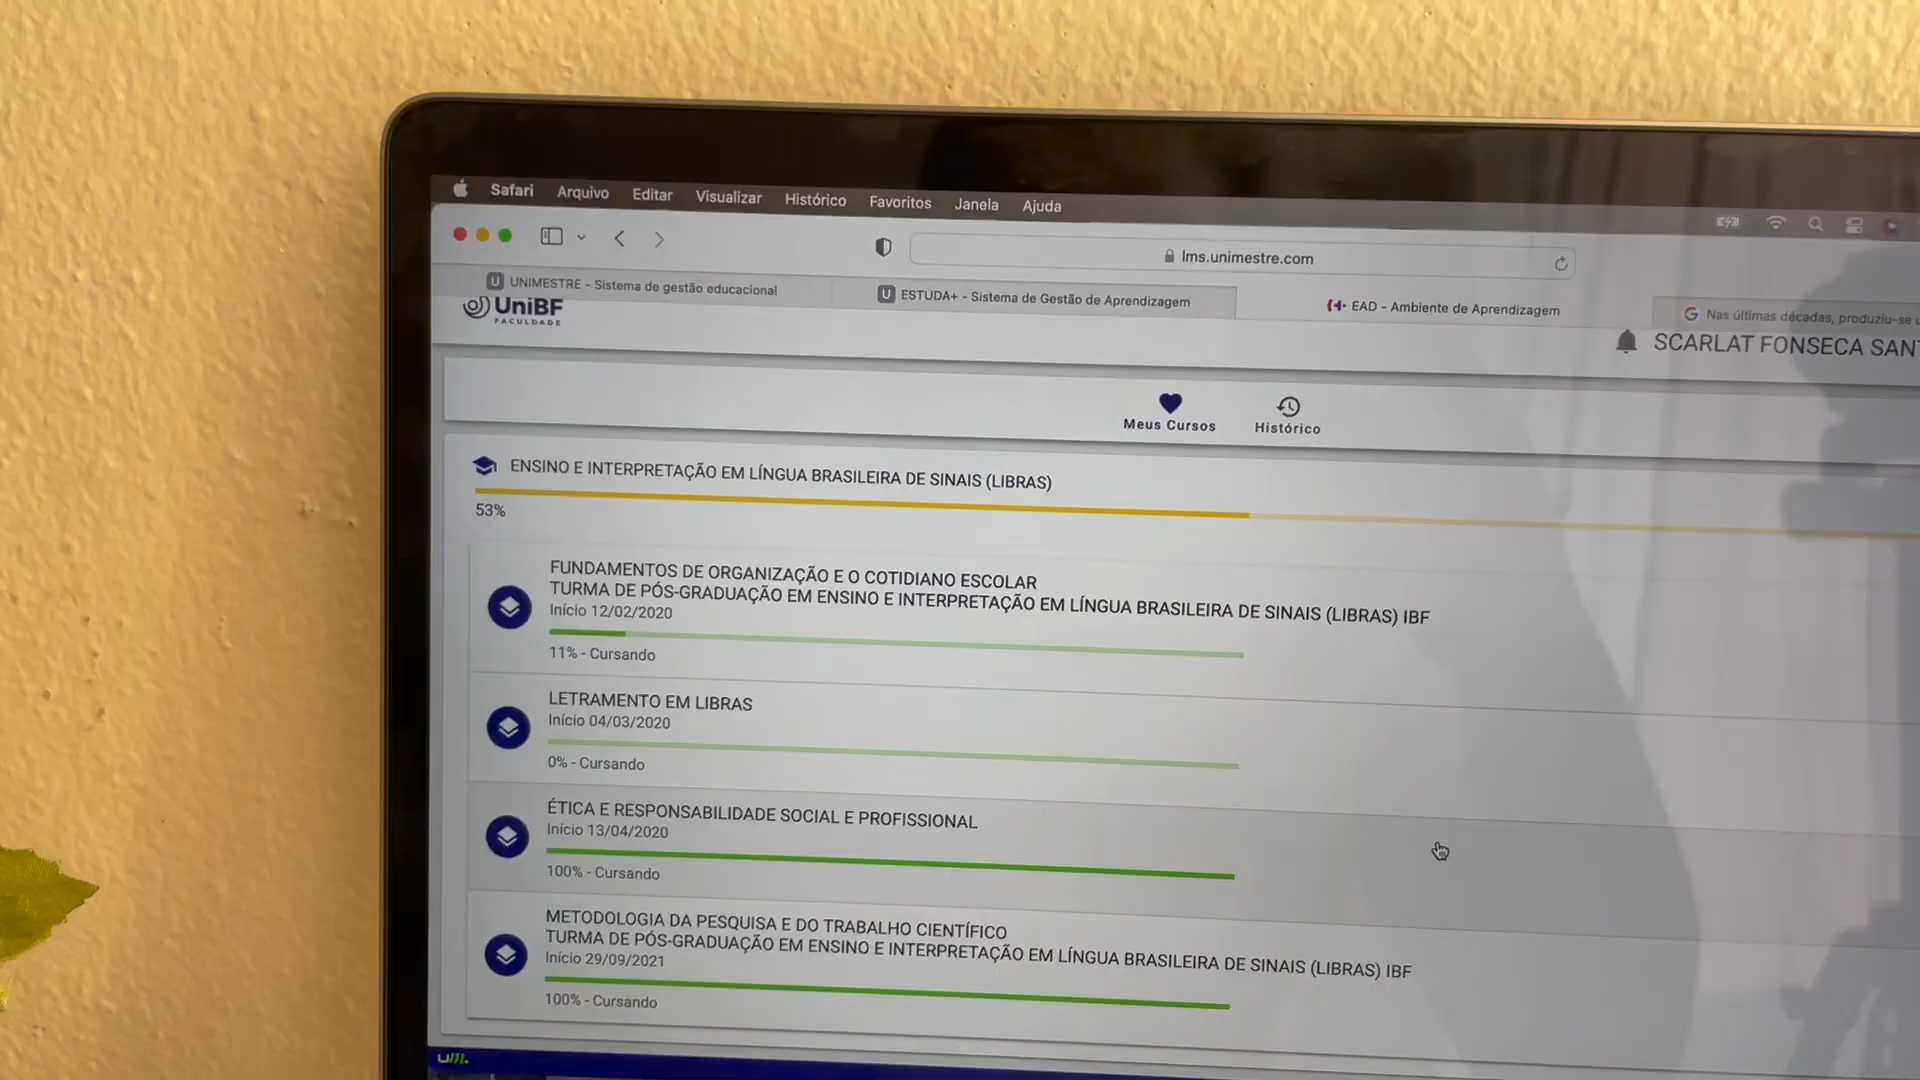 Safari Arquivo Editar Visualizar Histórico Favoritos Janela Ajuda
lms.unimestre.com
U UNIMESTRE - Sistema de gestão educacional
U ESTUDA+ - Sistema de Gestão de Aprendizagem
EAD - Ambiente de Aprendizagem
G Nas últimas décadas, produziu-se
UniBF
FACULDADE
SCARLAT FONSECA
Meus Cursos
Histórico
ENSINO E INTERPRETAÇÃO EM LÍNGUA BRASILEIRA DE SINAIS (LIBRAS)
53%
FUNDAMENTOS DE ORGANIZAÇÃO E O COTIDIANO ESCOLAR
TURMA DE PÓS-GRADUAÇÃO EM ENSINO E INTERPRETAÇÃO EM LÍNGUA BRASILEIRA DE SINAIS (LIBRAS) IBF
Início 12/02/2020
11% - Cursando
LETRAMENTO EM LIBRAS
Início 04/03/2020
0% - Cursando
ÉTICA E RESPONSABILIDADE SOCIAL E PROFISSIONAL
Início 13/04/2020
100% - Cursando
METODOLOGIA DA PESQUISA E DO TRABALHO CIENTÍFICO
TURMA DE PÓS-GRADUAÇÃO EM ENSINO E INTERPRETAÇÃO EM LÍNGUA BRASILEIRA DE SINAIS (LIBRAS) IBF
Início 29/09/2021
100% - Cursando
um.